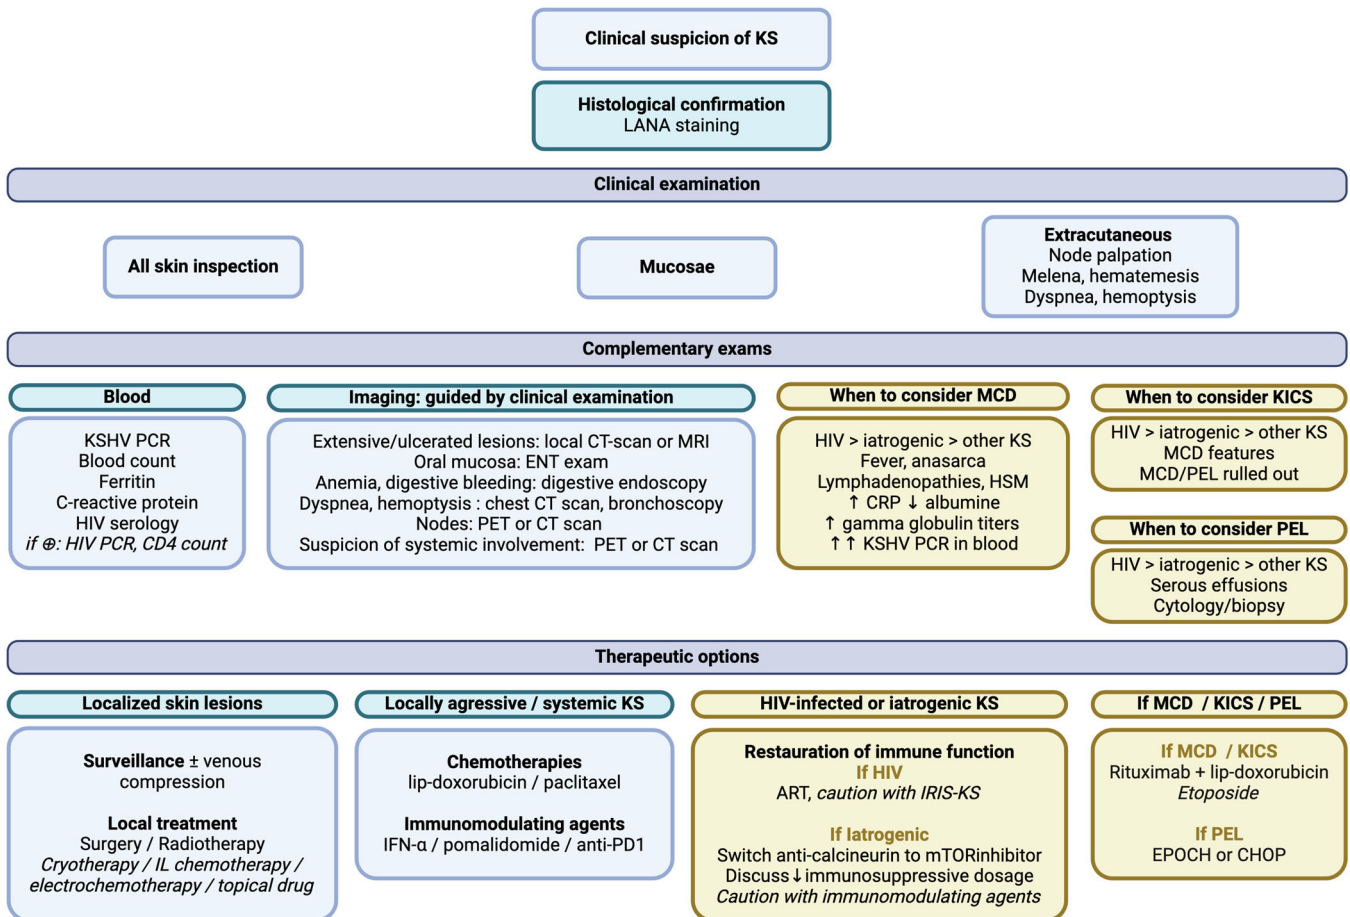 Clinical suspicion of KS
Histological confirmation
LANA staining
Clinical examination
All skin inspection
Mucosae
Extracutaneous
Node palpation
Melena, hematemesis
Dyspnea, hemoptysis
Complementary exams
Blood
KSHV PCR
Blood count
Ferritin
C-reactive protein
HIV serology
if ⊕: HIV PCR, CD4 count
Imaging: guided by clinical examination
Extensive/ulcerated lesions: local CT-scan or MRI
Oral mucosa: ENT exam
Anemia, digestive bleeding: digestive endoscopy
Dyspnea, hemoptysis : chest CT scan, bronchoscopy
Nodes: PET or CT scan
Suspicion of systemic involvement: PET or CT scan
When to consider MCD
HIV > iatrogenic > other KS
Fever, anasarca
Lymphadenopathies, HSM
↑ CRP ↓ albumine
↑ gamma globulin titers
↑↑ KSHV PCR in blood
When to consider KICS
HIV > iatrogenic > other KS
MCD features
MCD/PEL rulled out
When to consider PEL
HIV > iatrogenic > other KS
Serous effusions
Cytology/biopsy
Therapeutic options
Localized skin lesions
Surveillance ± venous
compression
Local treatment
Surgery / Radiotherapy
Cryotherapy / IL chemotherapy /
electrochemotherapy / topical drug
Locally agressive / systemic KS
Chemotherapies
lip-doxorubicin / paclitaxel
Immunomodulating agents
IFN-α / pomalidomide / anti-PD1
HIV-infected or iatrogenic KS
Restauration of immune function
If HIV
ART, caution with IRIS-KS
If Iatrogenic
Switch anti-calcineurin to mTORinhibitor
Discuss↓immunosuppressive dosage
Caution with immunomodulating agents
If MCD / KICS / PEL
If MCD / KICS
Rituximab + lip-doxorubicin
Etoposide
If PEL
EPOCH or CHOP